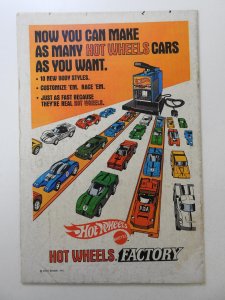 NOW YOU CAN MAKE
AS MANY HOT WHEELS CARS
AS YOU WANT.
• 10 NEW BODY STYLES.
• CUSTOMIZE 'EM. RACE 'EM.
• JUST AS FAST BECAUSE
THEY'RE REAL HOT WHEELS.
Hot Wheels
MATTEL
HOT WHEELS FACTORY